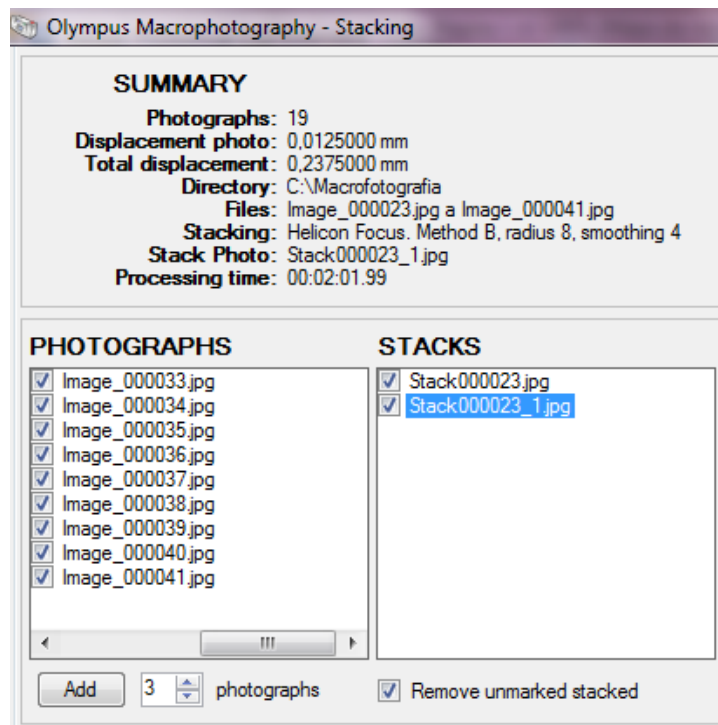 Olympus Macrophotography - Stacking
SUMMARY
Photographs: 19
Displacement photo: 0,0125000 mm
Total displacement: 0,2375000 mm
Directory: C:\Macrofotografia
Files: Image_000023.jpg a Image_000041.jpg
Stacking: Helicon Focus. Method B, radius 8, smoothing 4
Stack Photo: Stack000023_1.jpg
Processing time: 00:02:01.99
PHOTOGRAPHS
Image_000033.jpg
Image_000034.jpg
Image_000035.jpg
Image_000036.jpg
Image_000037.jpg
Image_000038.jpg
Image_000039.jpg
Image_000040.jpg
Image_000041.jpg
Add 3 photographs
STACKS
Stack000023.jpg
Stack000023_1.jpg
Remove unmarked stacked